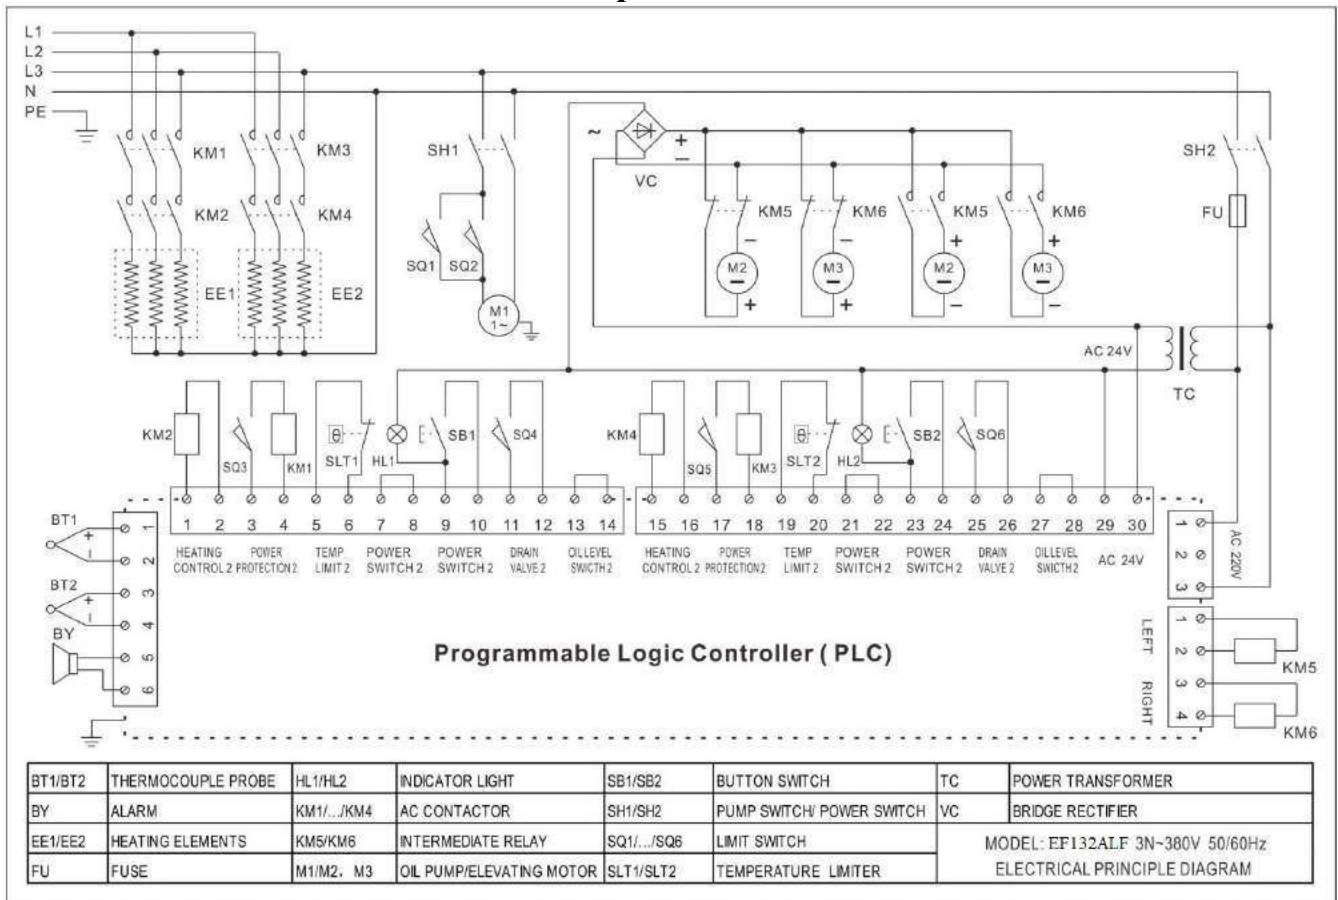 L1
L2
L3
N
PE
KM1
KM3
KM2
KM4
EE1
EE2
SH1
SQ1
SQ2
M1
1~
~
+
−
VC
KM5
KM6
KM5
KM6
−
−
+
+
M2
M3
M2
M3
+
+
−
−
SH2
FU
AC 24V
TC
KM2
SQ3
KM1
θ
SLT1
HL1
SB1
SQ4
KM4
SQ5
KM3
θ
SLT2
HL2
SB2
SQ6
1 2 3 4 5 6 7 8 9 10 11 12 13 14
15 16 17 18 19 20 21 22 23 24 25 26 27 28 29 30
HEATING CONTROL 2
POWER PROTECTION 2
TEMP LIMIT 2
POWER SWITCH 2
POWER SWITCH 2
DRAIN VALVE 2
OIL LEVEL SWICTH 2
HEATING CONTROL 2
POWER PROTECTION 2
TEMP LIMIT 2
POWER SWITCH 2
POWER SWITCH 2
DRAIN VALVE 2
OIL LEVEL SWICTH 2
AC 24V
BT1
+
−
BT2
+
−
BY
1
2
3
4
5
6
1
2
3
AC 220V
1
2
3
4
LEFT
RIGHT
KM5
KM6
Programmable Logic Controller ( PLC)
BT1/BT2 THERMOCOUPLE PROBE HL1/HL2 INDICATOR LIGHT SB1/SB2 BUTTON SWITCH TC POWER TRANSFORMER
BY ALARM KM1/.../KM4 AC CONTACTOR SH1/SH2 PUMP SWITCH/ POWER SWITCH VC BRIDGE RECTIFIER
EE1/EE2 HEATING ELEMENTS KM5/KM6 INTERMEDIATE RELAY SQ1/.../SQ6 LIMIT SWITCH MODEL: EF132ALF 3N~380V 50/60Hz
FU FUSE M1/M2、M3 OIL PUMP/ELEVATING MOTOR SLT1/SLT2 TEMPERATURE LIMITER ELECTRICAL PRINCIPLE DIAGRAM